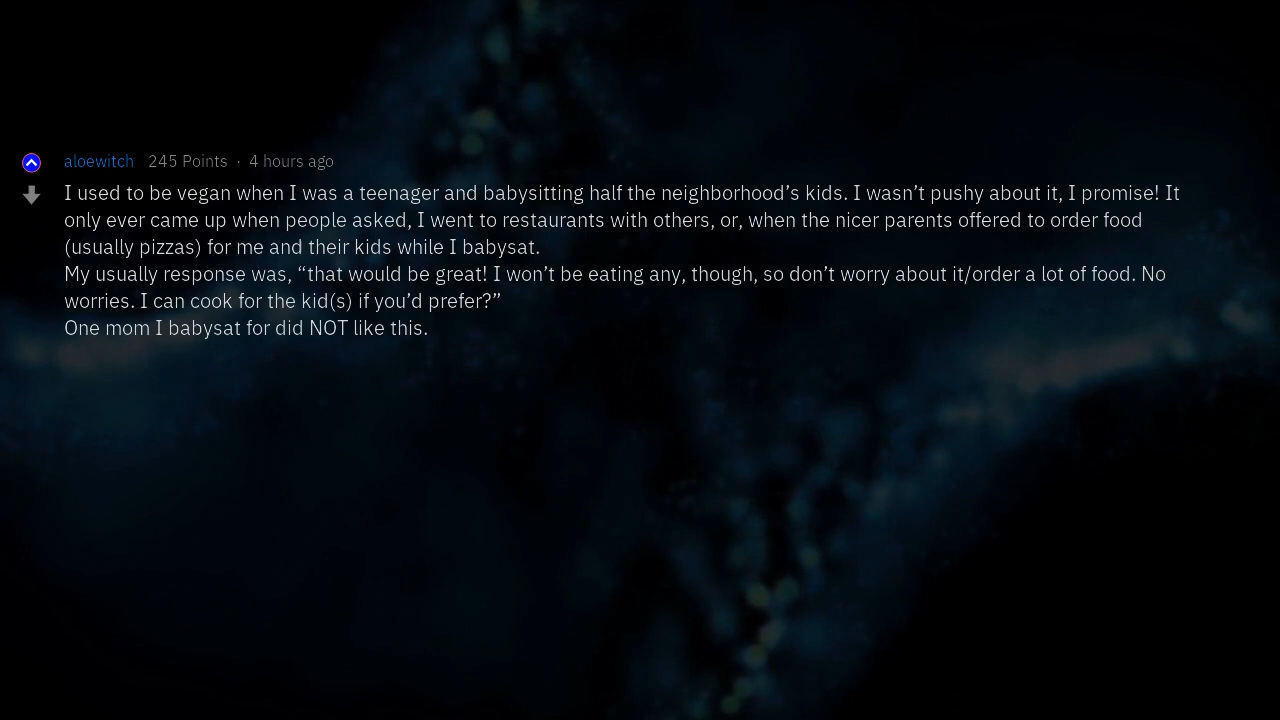 aloewitch 245 Points · 4 hours ago
I used to be vegan when I was a teenager and babysitting half the neighborhood’s kids. I wasn’t pushy about it, I promise! It
only ever came up when people asked, I went to restaurants with others, or, when the nicer parents offered to order food
(usually pizzas) for me and their kids while I babysat.
My usually response was, “that would be great! I won’t be eating any, though, so don’t worry about it/order a lot of food. No
worries. I can cook for the kid(s) if you’d prefer?”
One mom I babysat for did NOT like this.